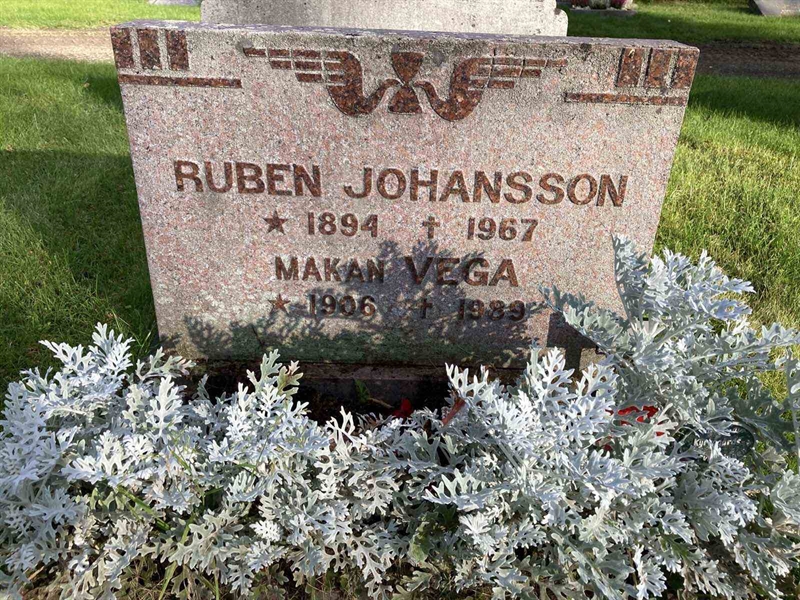 RUBEN JOHANSSON
★ 1894 ✝ 1967
MAKAN VEGA
★ 1906 ✝ 1989